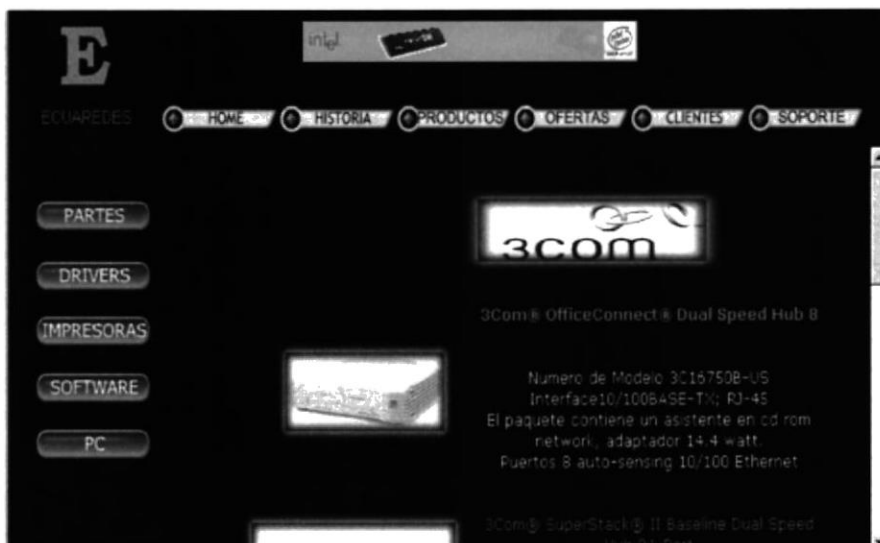 E
intel
ECUAREDES
HOME
HISTORIA
PRODUCTOS
OFERTAS
CLIENTES
SOPORTE
PARTES
DRIVERS
IMPRESORAS
SOFTWARE
PC
3com
3Com® OfficeConnect® Dual Speed Hub 8
Numero de Modelo 3C16750B-US
Interface10/100BASE-TX; RJ-45
El paquete contiene un asistente en cd rom
network, adaptador 14.4 watt.
Puertos 8 auto-sensing 10/100 Ethernet
3Com® SuperStack® II Baseline Dual Speed